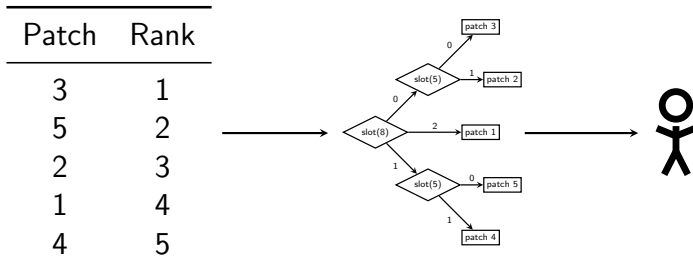 Patch Rank
3 1
5 2
2 3
1 4
4 5
patch 3
0
slot(5)
1
patch 2
0
slot(8)
2
patch 1
1
slot(5)
0
patch 5
1
patch 4